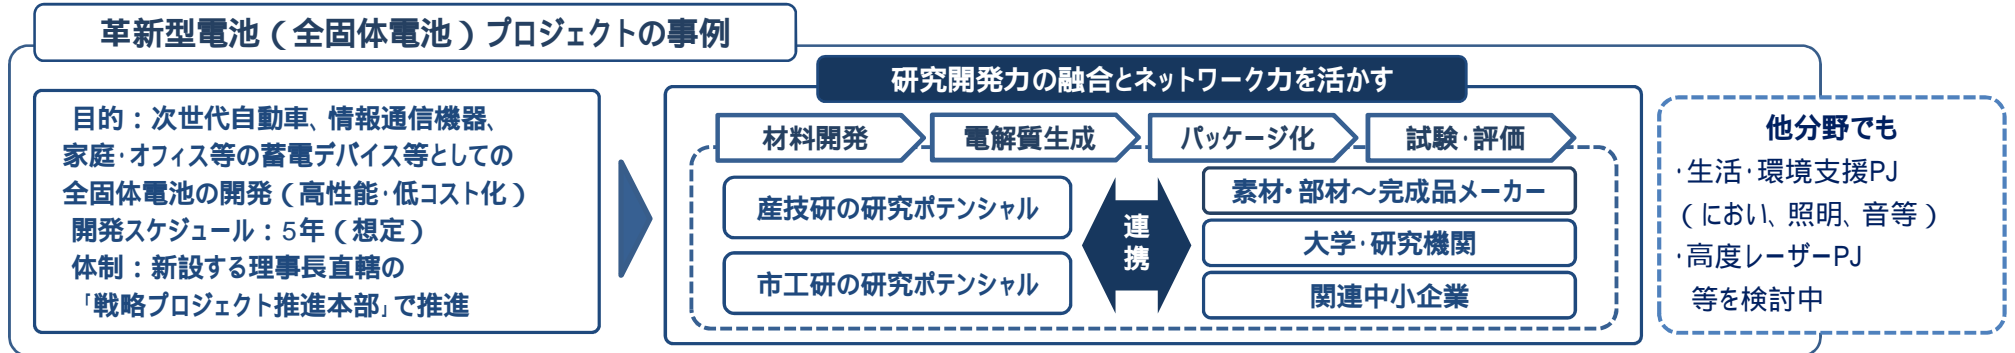 革新型電池(全固体電池)プロジェクトの事例
目的:次世代自動車、情報通信機器、
家庭・オフィス等の蓄電デバイス等としての
全固体電池の開発(高性能・低コスト化)
開発スケジュール:5年(想定)
体制:新設する理事長直轄の
「戦略プロジェクト推進本部」で推進
研究開発力の融合とネットワーク力を活かす
材料開発
電解質生成
パッケージ化
試験・評価
産技研の研究ポテンシャル
市工研の研究ポテンシャル
連
携
素材・部材~完成品メーカー
大学・研究機関
関連中小企業
他分野でも
・生活・環境支援PJ
(におい、照明、音等)
・高度レーザーPJ
等を検討中